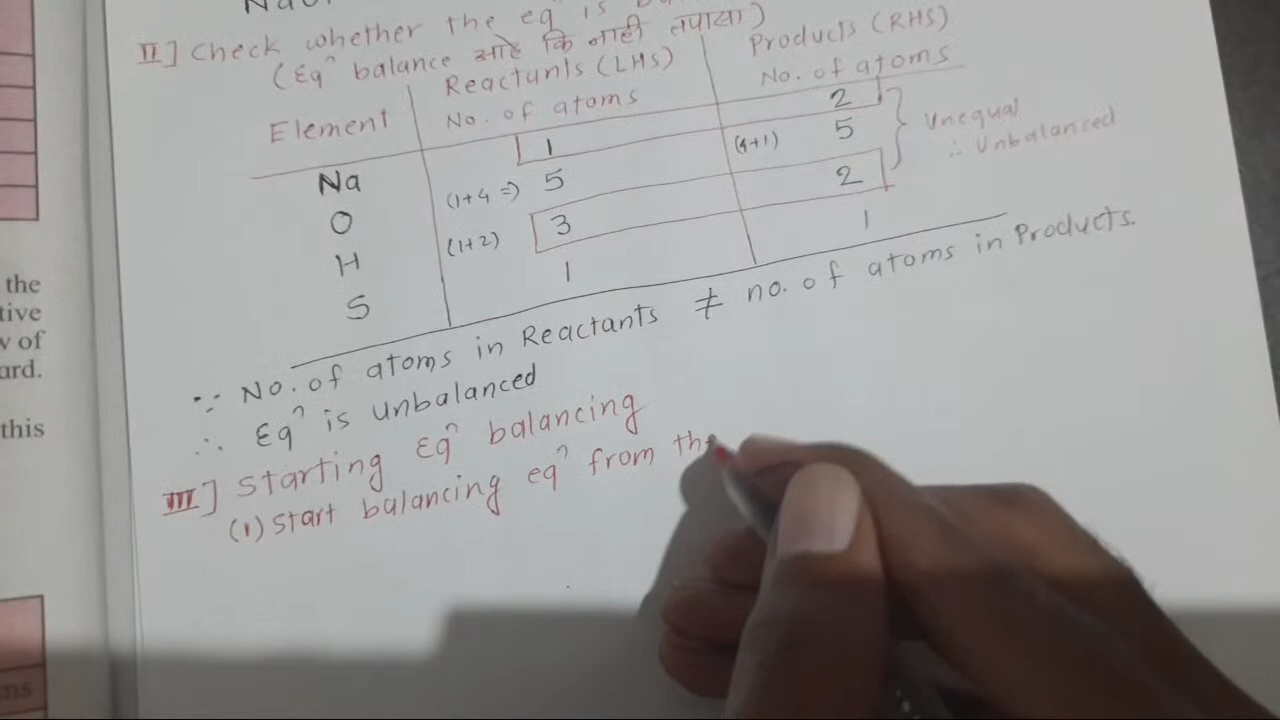 II] Check whether the eqⁿ is
(Eqⁿ balance आहे कि नाही तपासा)
Element
Reactants (LHS)
No. of atoms
Products (RHS)
No. of atoms
Na 1 2
O (1+4 =) 5 (4+1) 5
H (1+2) 3 2
S 1 1
Unequal
∴ Unbalanced
∵ No. of atoms in Reactants ≠ no. of atoms in Products.
∴ Eqⁿ is unbalanced
III] Starting Eqⁿ balancing
(1) Start balancing eqⁿ from the
the
tive
of
ard.
this